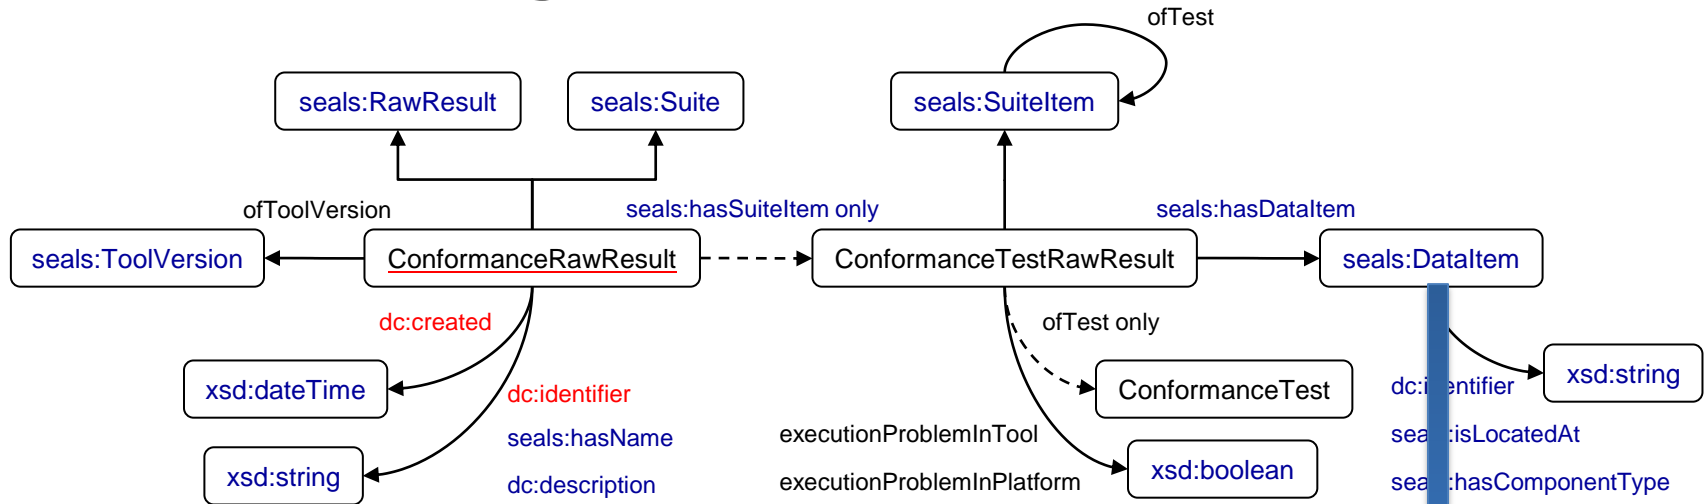 ofTest
seals:RawResult
seals:Suite
seals:SuiteItem
ofToolVersion
seals:hasSuiteItem only
seals:hasDataItem
seals:ToolVersion
ConformanceRawResult
ConformanceTestRawResult
seals:DataItem
dc:created
ofTest only
xsd:dateTime
dc:identifier
ConformanceTest
xsd:string
seals:hasName
executionProblemInTool
xsd:string
dc:description
executionProblemInPlatform
xsd:boolean